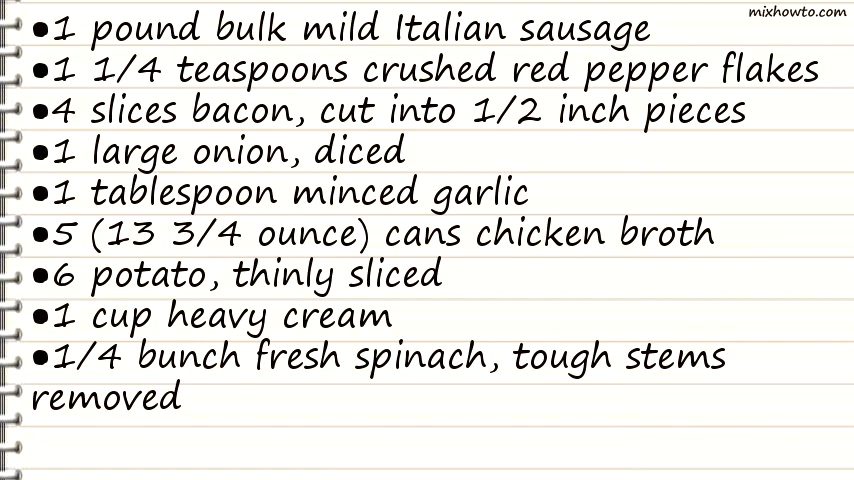 mixhowto.com
•1 pound bulk mild Italian sausage
•1 1/4 teaspoons crushed red pepper flakes
•4 slices bacon, cut into 1/2 inch pieces
•1 large onion, diced
•1 tablespoon minced garlic
•5 (13 3/4 ounce) cans chicken broth
•6 potato, thinly sliced
•1 cup heavy cream
•1/4 bunch fresh spinach, tough stems
removed